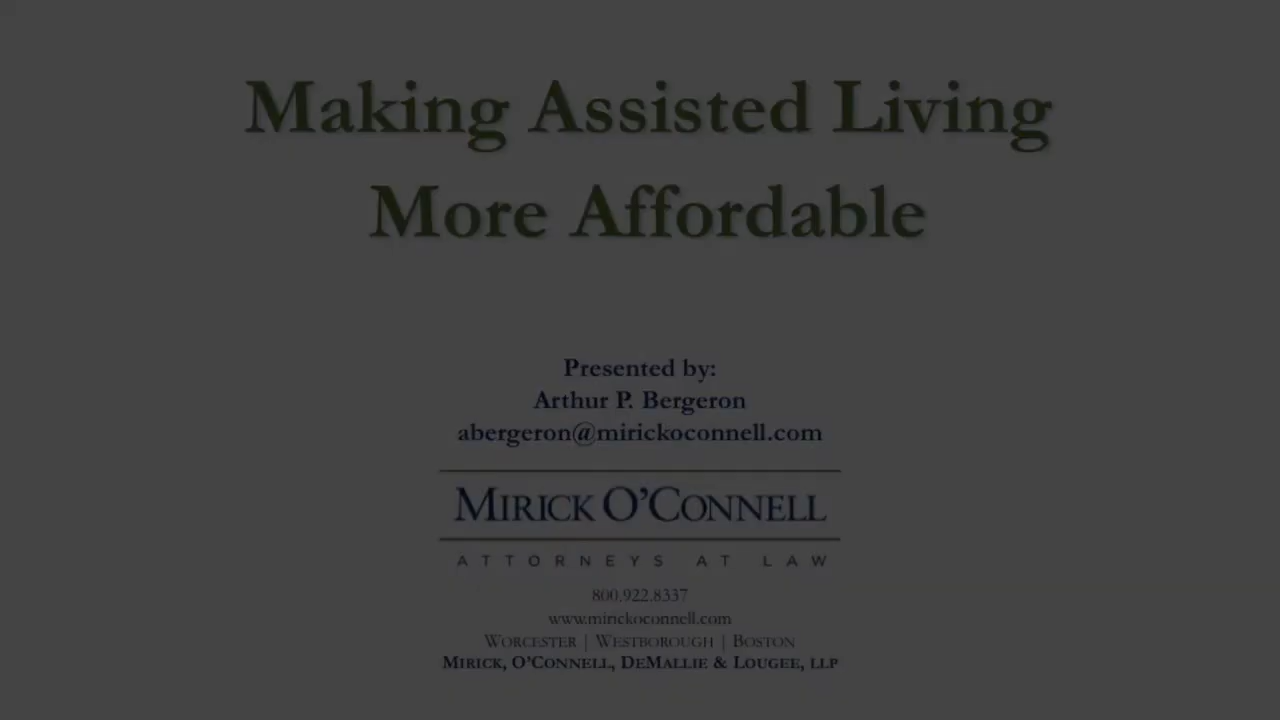 Making Assisted Living
More Affordable
Presented by:
Arthur P. Bergeron
abergeron@mirickoconnell.com
MIRICK O'CONNELL
ATTORNEYS AT LAW
800.922.8337
www.mirickoconnell.com
WORCESTER | WESTBOROUGH | BOSTON
MIRICK, O'CONNELL, DEMALLIE & LOUGEE, LLP